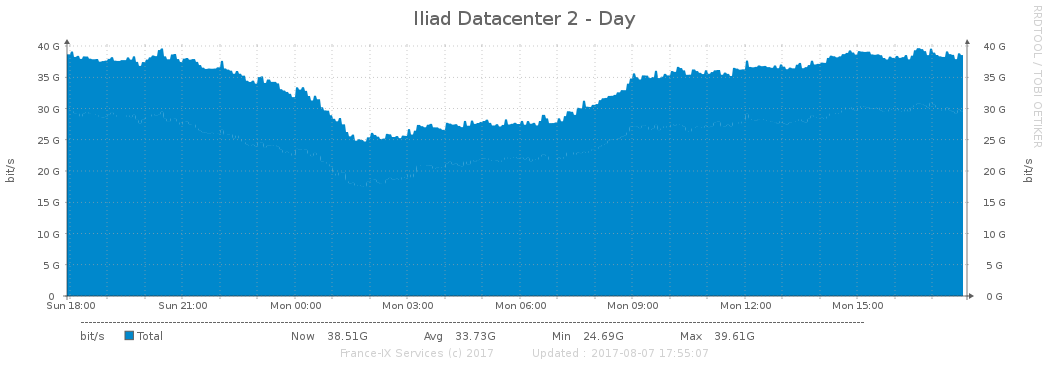 Iliad Datacenter 2 - Day
RRDTOOL / TOBI OETIKER
bit/s
40 G 40 G
35 G 35 G
30 G 30 G
25 G 25 G
20 G 20 G
15 G 15 G
10 G 10 G
5 G 5 G
0 0 G
bit/s
Sun 18:00 Sun 21:00 Mon 00:00 Mon 03:00 Mon 06:00 Mon 09:00 Mon 12:00 Mon 15:00
bit/s Total Now 38.51G Avg 33.73G Min 24.69G Max 39.61G
France-IX Services (c) 2017 Updated : 2017-08-07 17:55:07